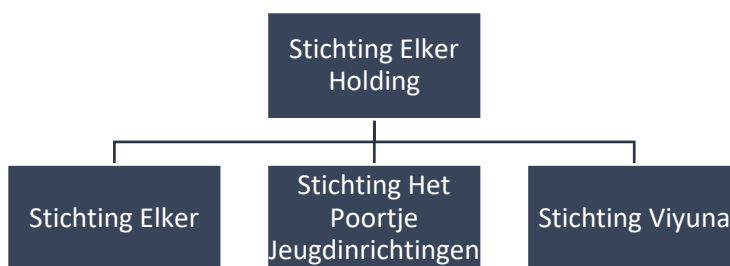 Stichting Elker
Holding
Stichting Elker
Stichting Het
Poortje
Jeugdinrichtingen
Stichting Viyuna